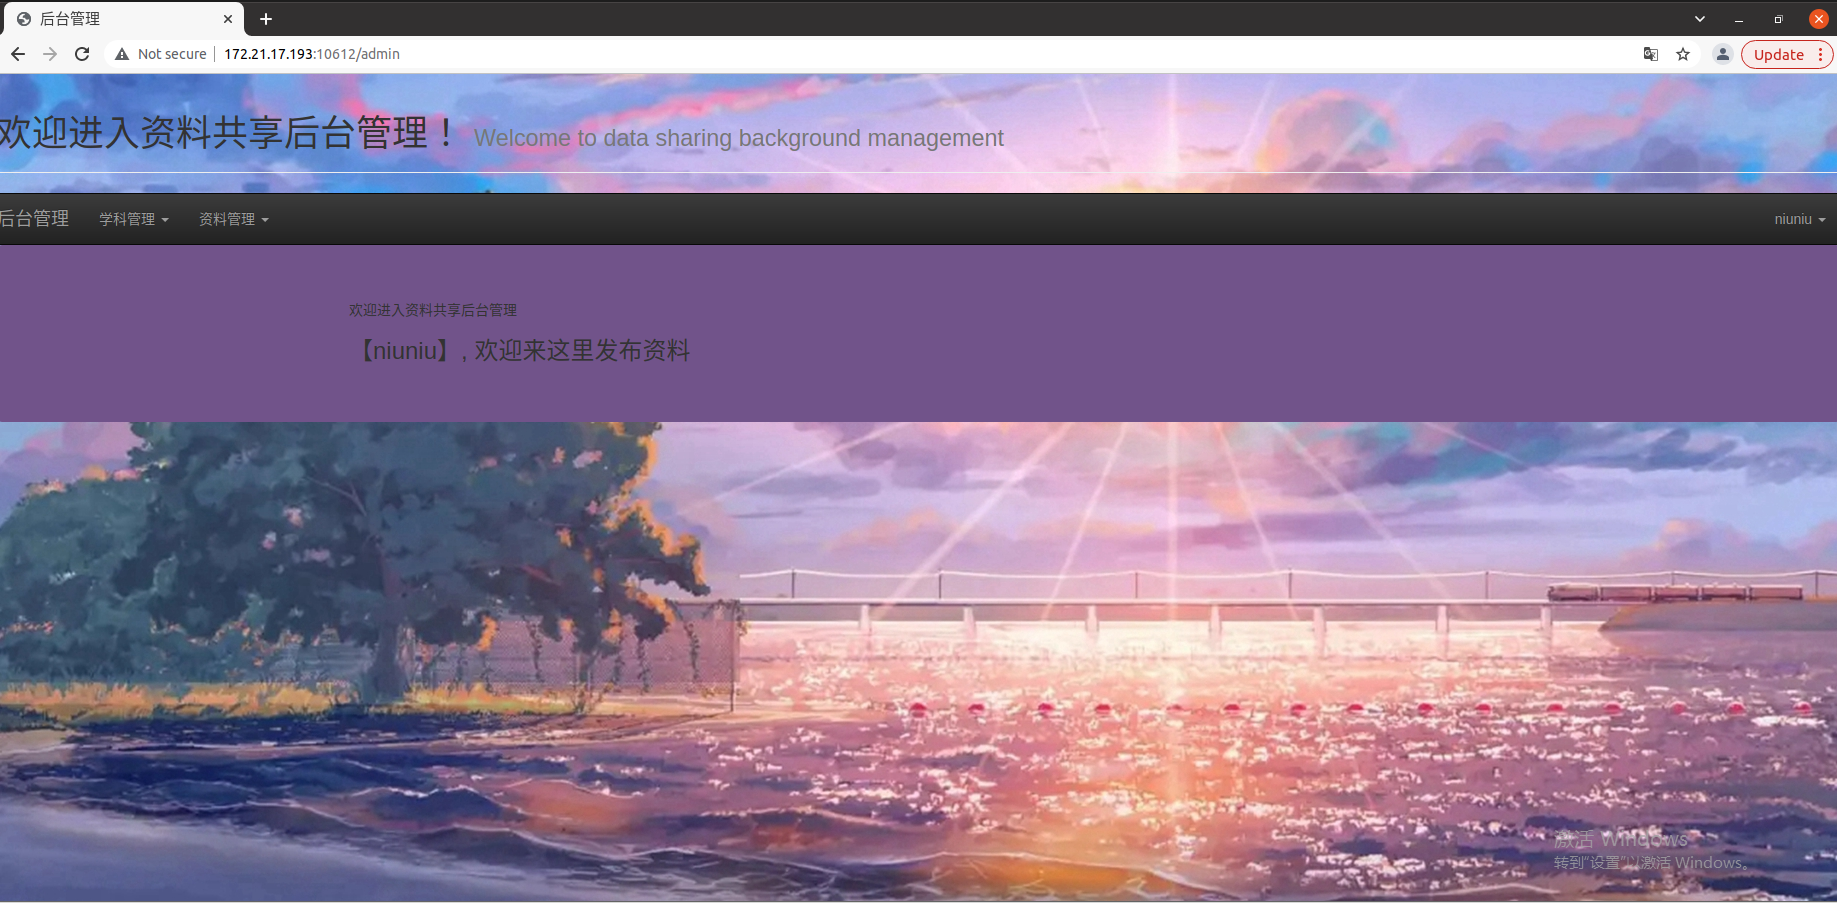 后台管理
Not secure 172.21.17.193:10612/admin
Update
欢迎进入资料共享后台管理！ Welcome to data sharing background management
后台管理 学科管理 资料管理 niuniu
欢迎进入资料共享后台管理
【niuniu】, 欢迎来这里发布资料
激活 Windows
转到“设置”以激活 Windows。